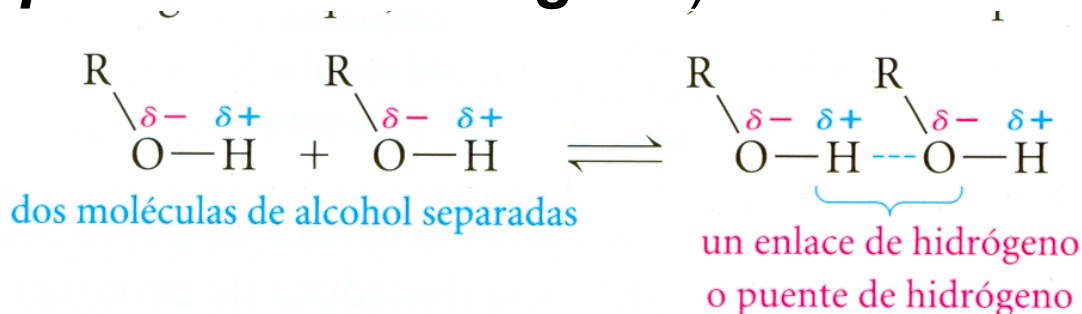 R R R R
δ− δ+ δ− δ+ δ− δ+ δ− δ+
O—H + O—H ⇌ O—H---O—H
dos moléculas de alcohol separadas
un enlace de hidrógeno
o puente de hidrógeno